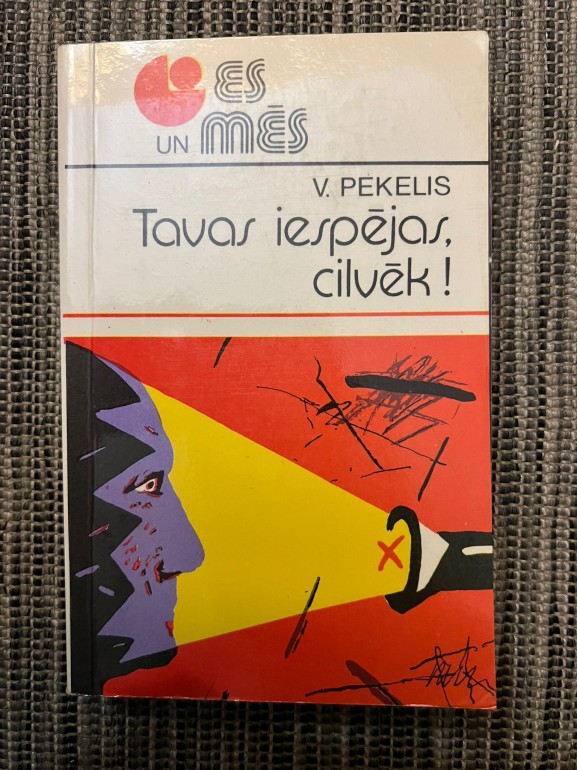 ES
UN MĒS
V. PEKELIS
Tavas iespējas,
cilvēk!